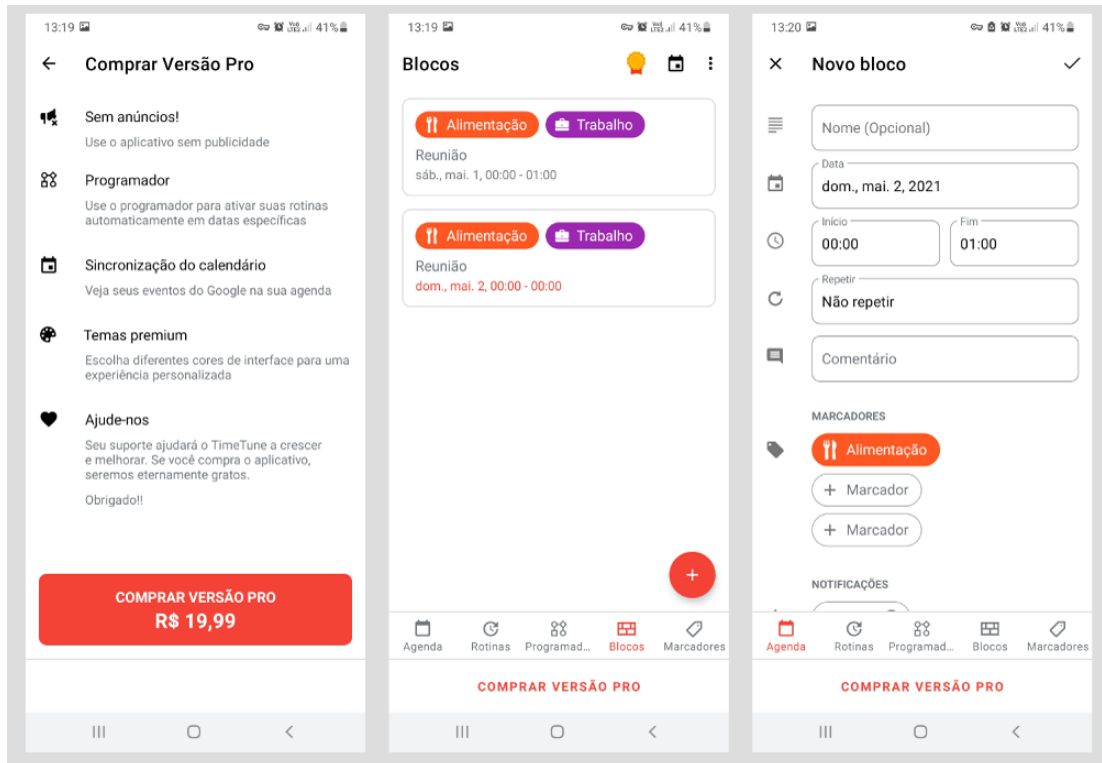 13:19
41%
Comprar Versão Pro
Sem anúncios!
Use o aplicativo sem publicidade
Programador
Use o programador para ativar suas rotinas
automaticamente em datas específicas
Sincronização do calendário
Veja seus eventos do Google na sua agenda
Temas premium
Escolha diferentes cores de interface para uma
experiência personalizada
Ajude-nos
Seu suporte ajudará o TimeTune a crescer
e melhorar. Se você compra o aplicativo,
seremos eternamente gratos.
Obrigado!!
COMPRAR VERSÃO PRO
R$ 19,99
13:19
41%
Blocos
Alimentação
Trabalho
Reunião
sáb., mai. 1, 00:00 - 01:00
Alimentação
Trabalho
Reunião
dom., mai. 2, 00:00 - 00:00
+
Agenda
Rotinas
Programad...
Blocos
Marcadores
COMPRAR VERSÃO PRO
13:20
41%
Novo bloco
Nome (Opcional)
Data
dom., mai. 2, 2021
Início
00:00
Fim
01:00
Repetir
Não repetir
Comentário
MARCADORES
Alimentação
+ Marcador
+ Marcador
NOTIFICAÇÕES
Agenda
Rotinas
Programad...
Blocos
Marcadores
COMPRAR VERSÃO PRO